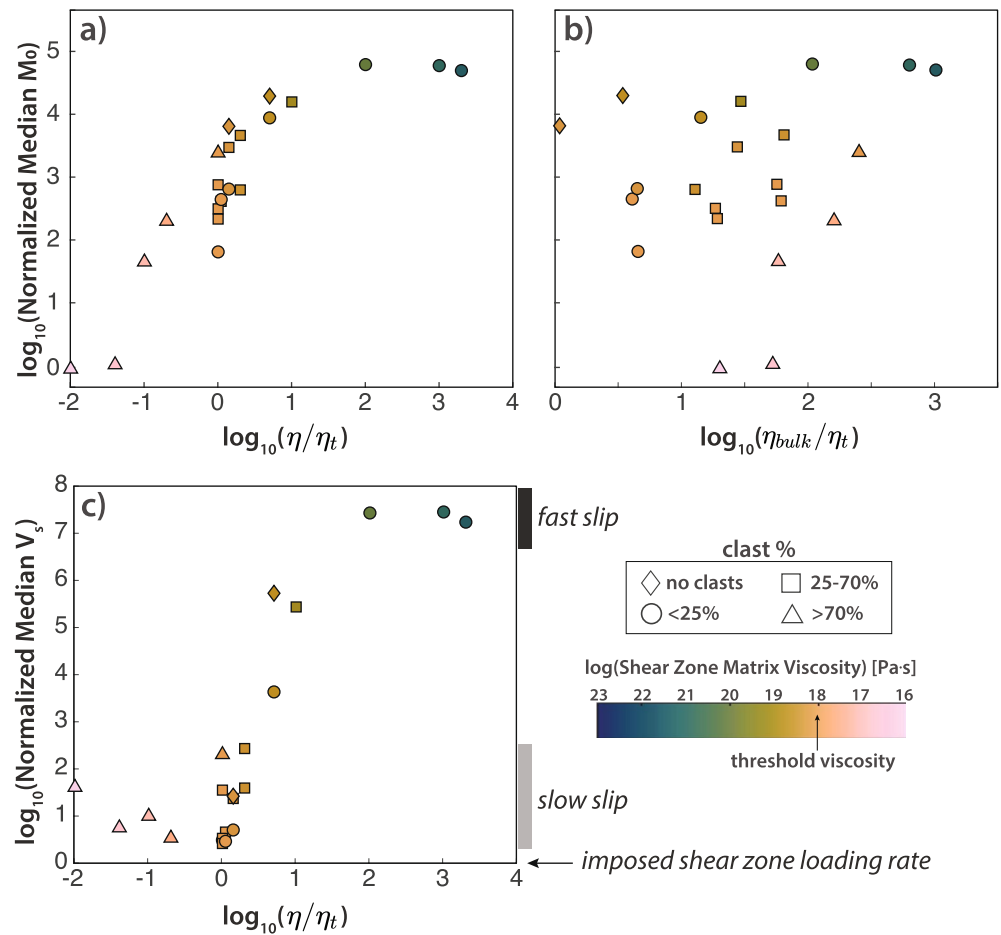 a)
log₁₀(Normalized Median M₀)
5
4
3
2
1
0
-2 -1 0 1 2 3 4
log₁₀(η/ηt)
b)
0 1 2 3
log₁₀(ηbulk/ηt)
c)
log₁₀(Normalized Median Vs)
8
7
6
5
4
3
2
1
0
-2 -1 0 1 2 3 4
log₁₀(η/ηt)
fast slip
slow slip
imposed shear zone loading rate
clast %
no clasts 25-70%
<25% >70%
log(Shear Zone Matrix Viscosity) [Pa·s]
23 22 21 20 19 18 17 16
threshold viscosity